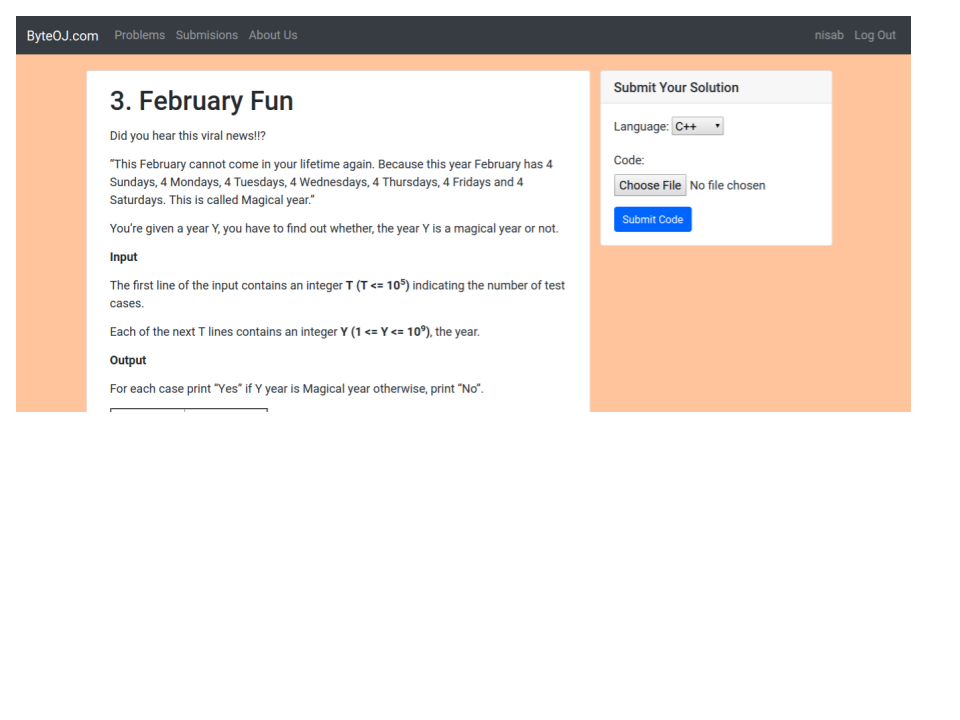 ByteOJ.com Problems Submisions About Us nisab Log Out
3. February Fun
Did you hear this viral news!!?
“This February cannot come in your lifetime again. Because this year February has 4
Sundays, 4 Mondays, 4 Tuesdays, 4 Wednesdays, 4 Thursdays, 4 Fridays and 4
Saturdays. This is called Magical year.”
You’re given a year Y, you have to find out whether, the year Y is a magical year or not.
Input
The first line of the input contains an integer T (T <= 10⁵) indicating the number of test
cases.
Each of the next T lines contains an integer Y (1 <= Y <= 10⁹), the year.
Output
For each case print “Yes” if Y year is Magical year otherwise, print “No”.
Submit Your Solution
Language: C++
Code:
Choose File No file chosen
Submit Code